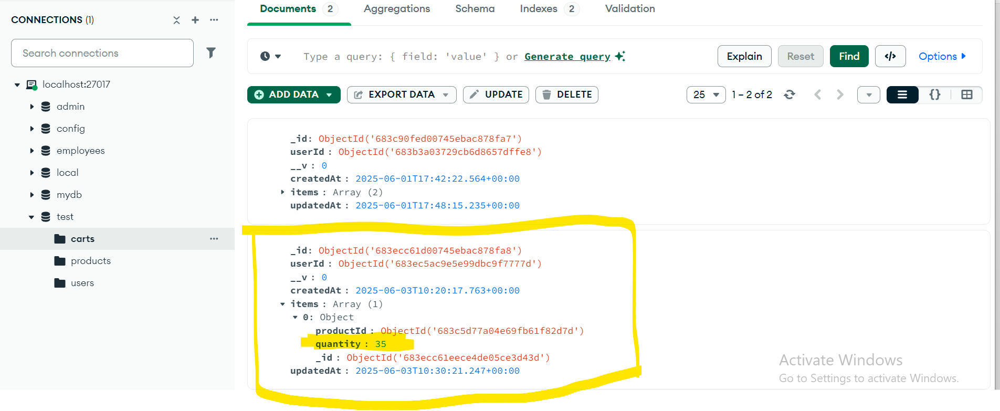 CONNECTIONS (1)
Search connections
localhost:27017
admin
config
employees
local
mydb
test
carts
products
users
Documents 2 Aggregations Schema Indexes 2 Validation
Type a query: { field: 'value' } or Generate query Explain Reset Find </> Options
ADD DATA EXPORT DATA UPDATE DELETE 25 1 – 2 of 2 {}
_id: ObjectId('683c90fed00745ebac878fa7')
userId : ObjectId('683b3a03729cb6d8657dffe8')
__v : 0
createdAt : 2025-06-01T17:42:22.564+00:00
items : Array (2)
updatedAt : 2025-06-01T17:48:15.235+00:00
_id: ObjectId('683ecc61d00745ebac878fa8')
userId : ObjectId('683ec5ac9e5e99dbc9f7777d')
__v : 0
createdAt : 2025-06-03T10:20:17.763+00:00
items : Array (1)
0: Object
productId : ObjectId('683c5d77a04e69fb61f82d7d')
quantity : 35
_id : ObjectId('683ecc61eece4de05ce3d43d')
updatedAt : 2025-06-03T10:30:21.247+00:00
Activate Windows
Go to Settings to activate Windows.